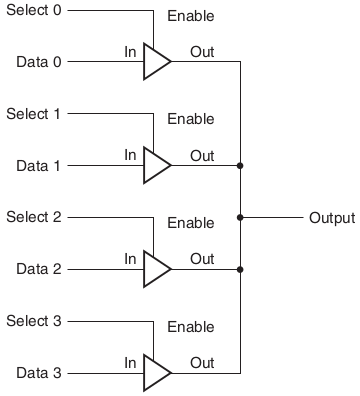 Select 0
Enable
In
Out
Data 0
Select 1
Enable
In
Out
Data 1
Select 2
Enable
Output
In
Out
Data 2
Select 3
Enable
In
Out
Data 3